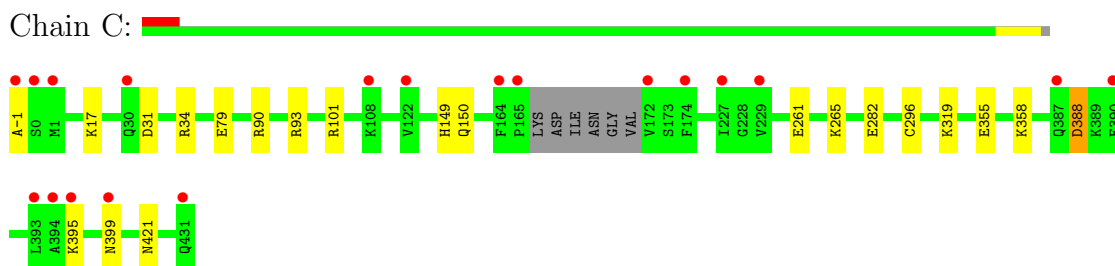 Chain C:
A-1 S0 M1 K17 Q30 D31 R34 E79 R90 R93 R101 K108 V122 H149 Q150 F164 P165 LYS ASP ILE ASN GLY VAL V172 S173 F174 I227 G228 V229 E261 K265 E282 C296 K319 E355 K358 Q387 D388 K389
L393 A394 K395 N399 N421 Q431